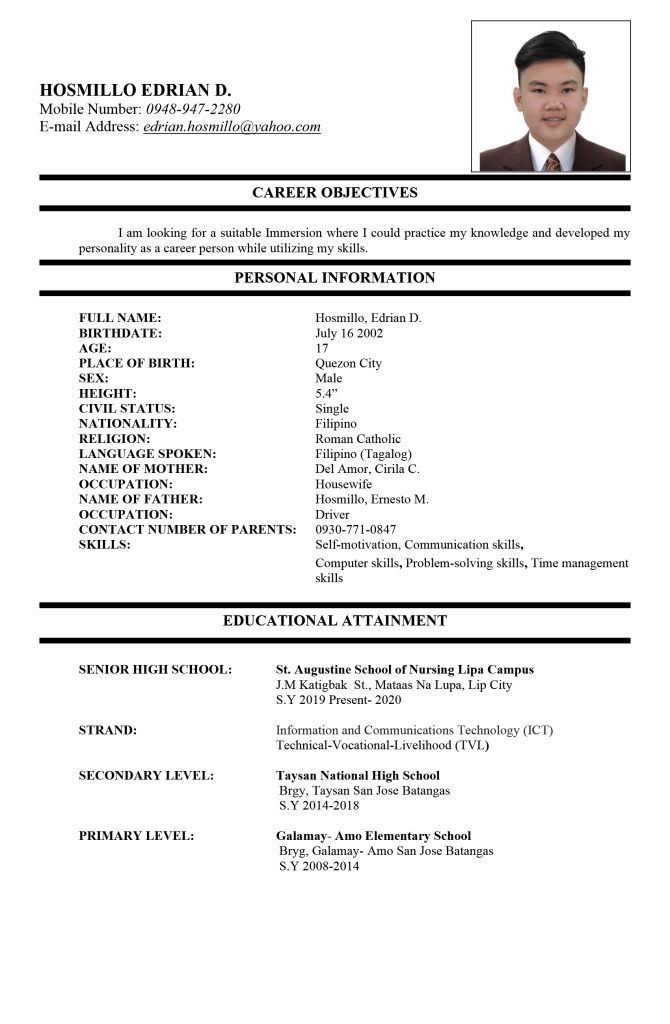 HOSMILLO EDRIAN D.
Mobile Number: 0948-947-2280
E-mail Address: edrian.hosmillo@yahoo.com
CAREER OBJECTIVES
I am looking for a suitable Immersion where I could practice my knowledge and developed my
personality as a career person while utilizing my skills.
PERSONAL INFORMATION
FULL NAME: Hosmillo, Edrian D.
BIRTHDATE: July 16 2002
AGE: 17
PLACE OF BIRTH: Quezon City
SEX: Male
HEIGHT: 5.4”
CIVIL STATUS: Single
NATIONALITY: Filipino
RELIGION: Roman Catholic
LANGUAGE SPOKEN: Filipino (Tagalog)
NAME OF MOTHER: Del Amor, Cirila C.
OCCUPATION: Housewife
NAME OF FATHER: Hosmillo, Ernesto M.
OCCUPATION: Driver
CONTACT NUMBER OF PARENTS: 0930-771-0847
SKILLS: Self-motivation, Communication skills,
Computer skills, Problem-solving skills, Time management
skills
EDUCATIONAL ATTAINMENT
SENIOR HIGH SCHOOL: St. Augustine School of Nursing Lipa Campus
J.M Katigbak St., Mataas Na Lupa, Lip City
S.Y 2019 Present- 2020
STRAND: Information and Communications Technology (ICT)
Technical-Vocational-Livelihood (TVL)
SECONDARY LEVEL: Taysan National High School
Brgy, Taysan San Jose Batangas
S.Y 2014-2018
PRIMARY LEVEL: Galamay- Amo Elementary School
Bryg, Galamay- Amo San Jose Batangas
S.Y 2008-2014